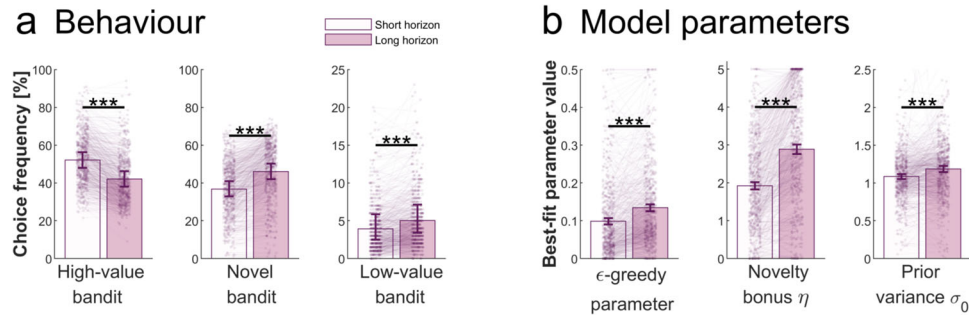 a Behaviour
Short horizon
Long horizon
b Model parameters
Choice frequency [%]
100
80
60
40
20
0
***
High-value
bandit
100
80
60
40
20
0
***
Novel
bandit
25
20
15
10
5
0
***
Low-value
bandit
Best-fit parameter value
0.5
0.4
0.3
0.2
0.1
0
***
ϵ-greedy
parameter
5
4
3
2
1
0
***
Novelty
bonus η
2.5
2
1.5
1
0.5
0
***
Prior
variance σ₀